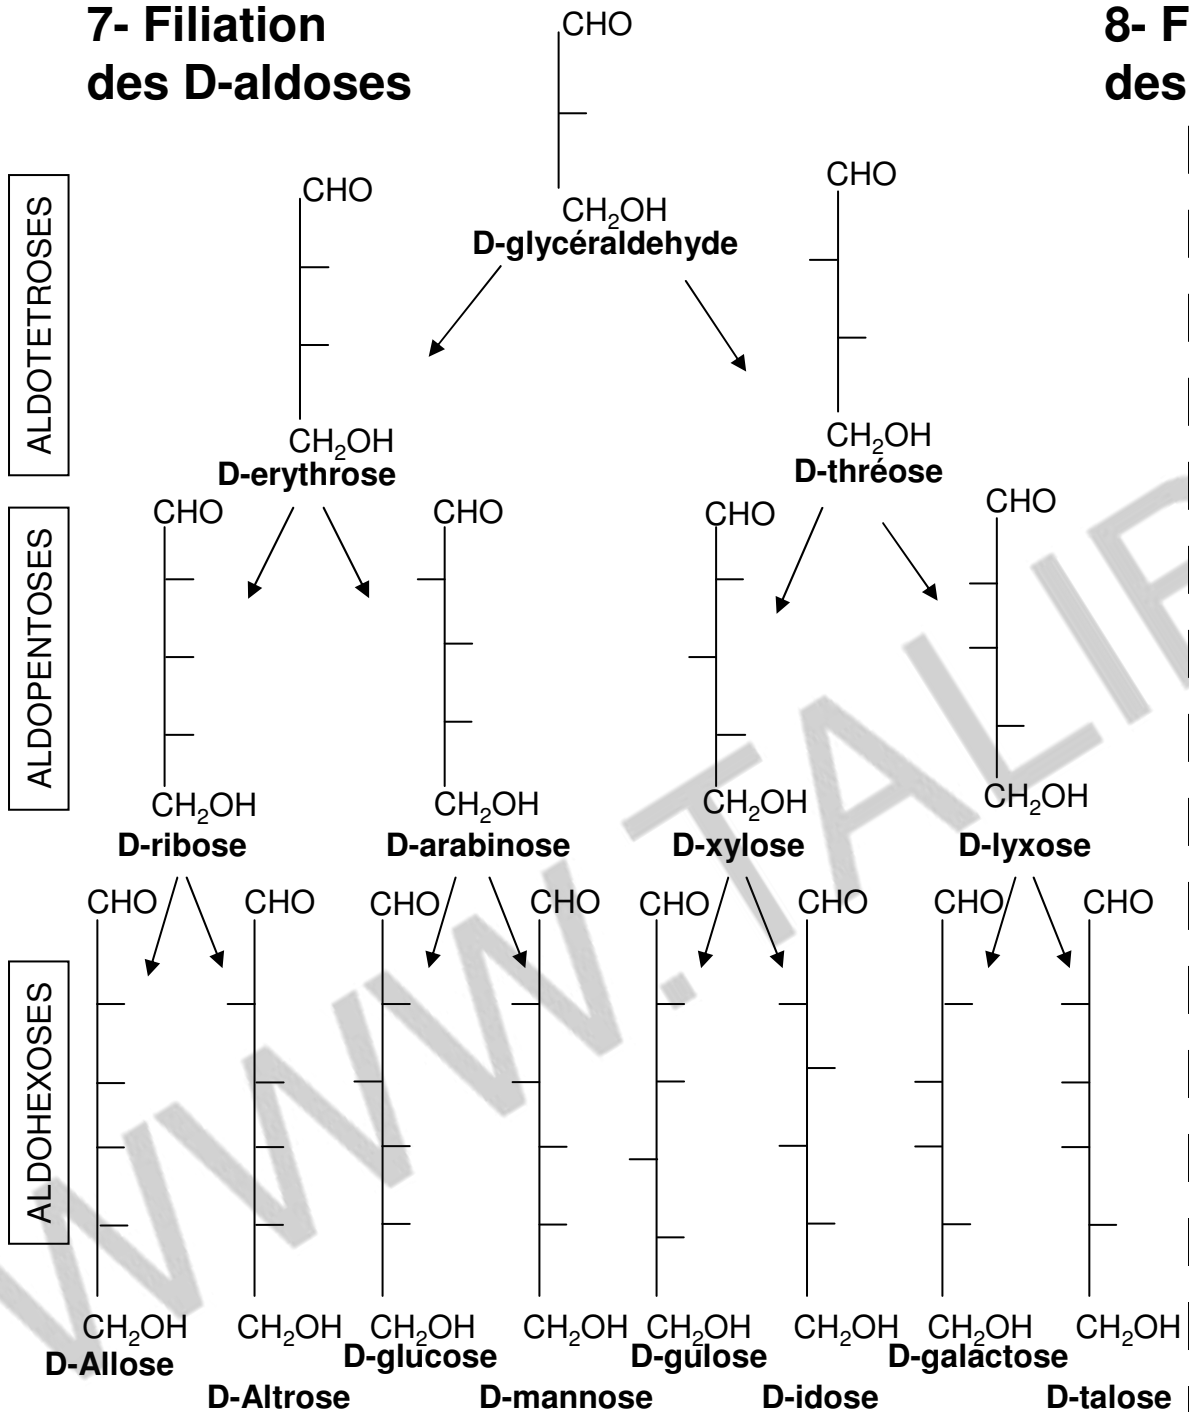 7- Filiation
des D-aldoses
8- F
des
CHO
CH2OH
D-glycéraldehyde
ALDOTETROSES
CHO
CHO
CH2OH
D-erythrose
CH2OH
D-thréose
ALDOPENTOSES
CHO
CHO
CHO
CHO
CH2OH
CH2OH
CH2OH
CH2OH
D-ribose
D-arabinose
D-xylose
D-lyxose
ALDOHEXOSES
CHO
CHO
CHO
CHO
CHO
CHO
CHO
CHO
CH2OH
CH2OH
CH2OH
CH2OH
CH2OH
CH2OH
CH2OH
CH2OH
D-Allose
D-glucose
D-gulose
D-galactose
D-Altrose
D-mannose
D-idose
D-talose